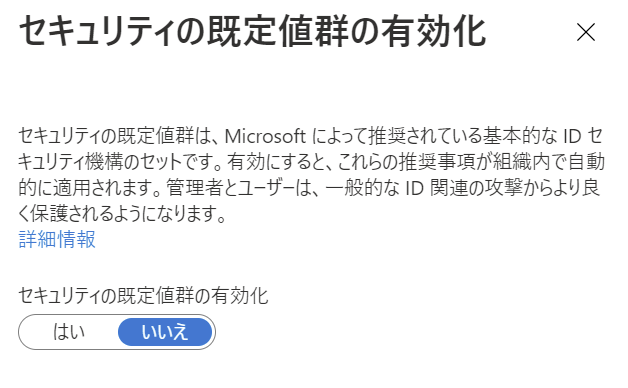 セキュリティの既定値群の有効化
セキュリティの既定値群は、Microsoft によって推奨されている基本的な ID セ
キュリティ機構のセットです。有効にすると、これらの推奨事項が組織内で自動
的に適用されます。管理者とユーザーは、一般的な ID 関連の攻撃からより良
く保護されるようになります。
詳細情報
セキュリティの既定値群の有効化
はい いいえ